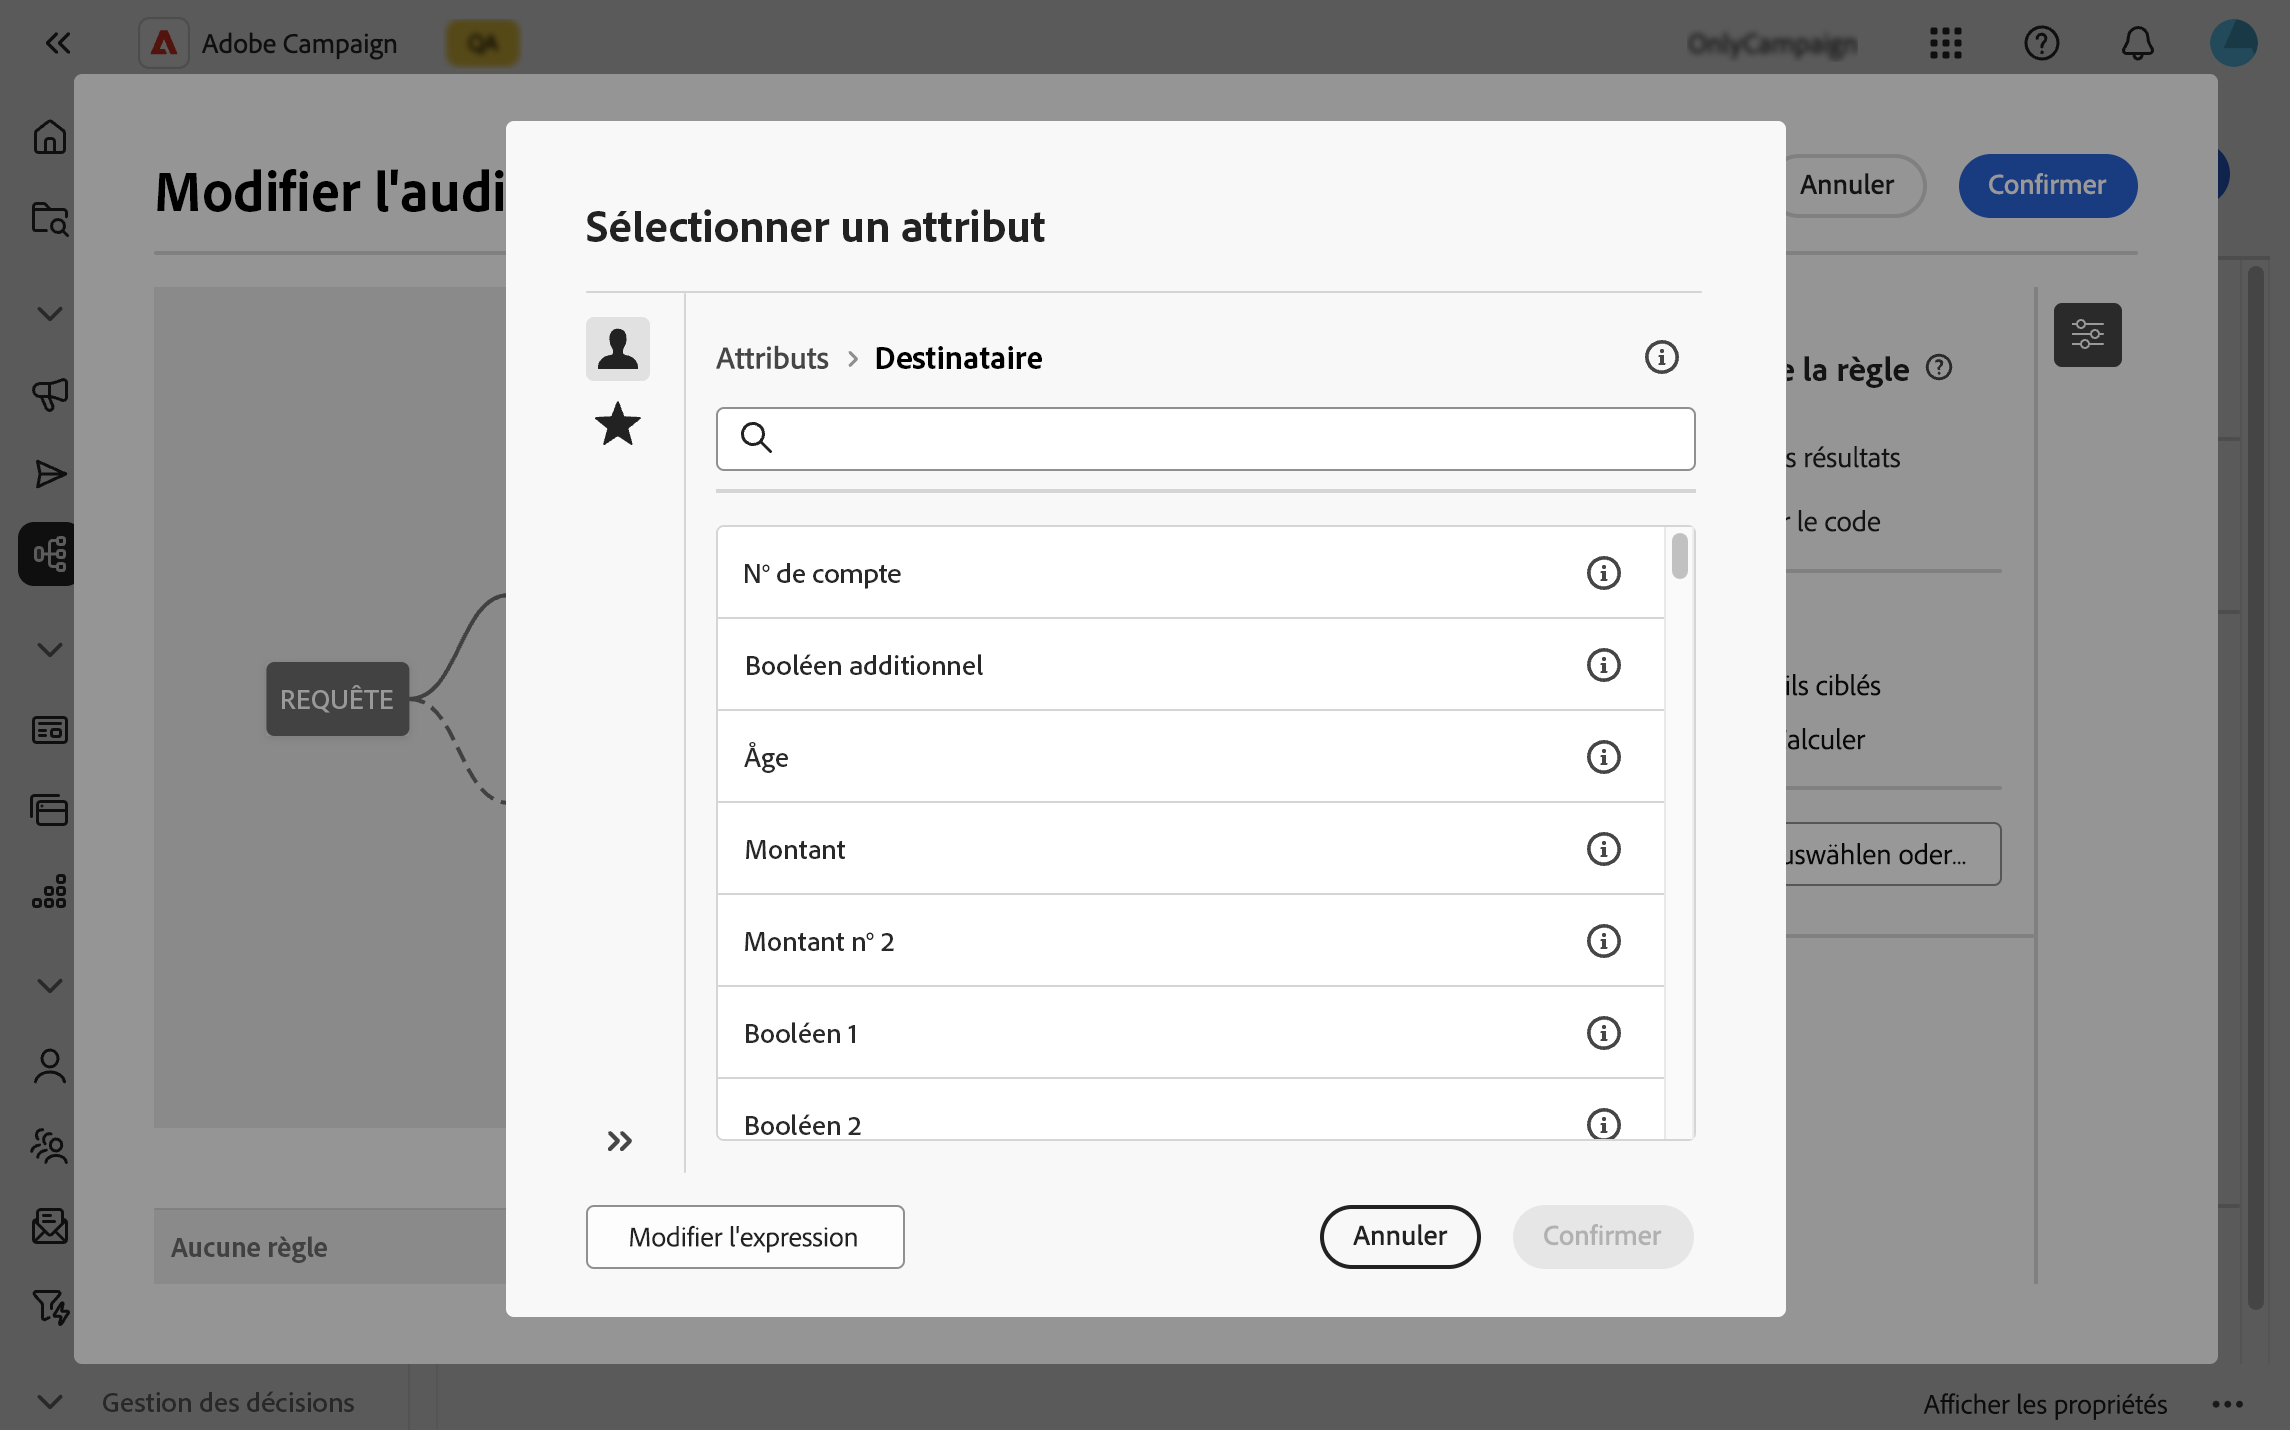 Adobe Campaign
QA
OnlyCampaign
Modifier l'audi
Annuler
Confirmer
Sélectionner un attribut
Attributs > Destinataire
N° de compte
Booléen additionnel
Âge
Montant
Montant n° 2
Booléen 1
Booléen 2
Modifier l'expression
Annuler
Confirmer
REQUÊTE
Aucune règle
la règle
s résultats
le code
ils ciblés
alculer
uswählen oder...
Gestion des décisions
Afficher les propriétés